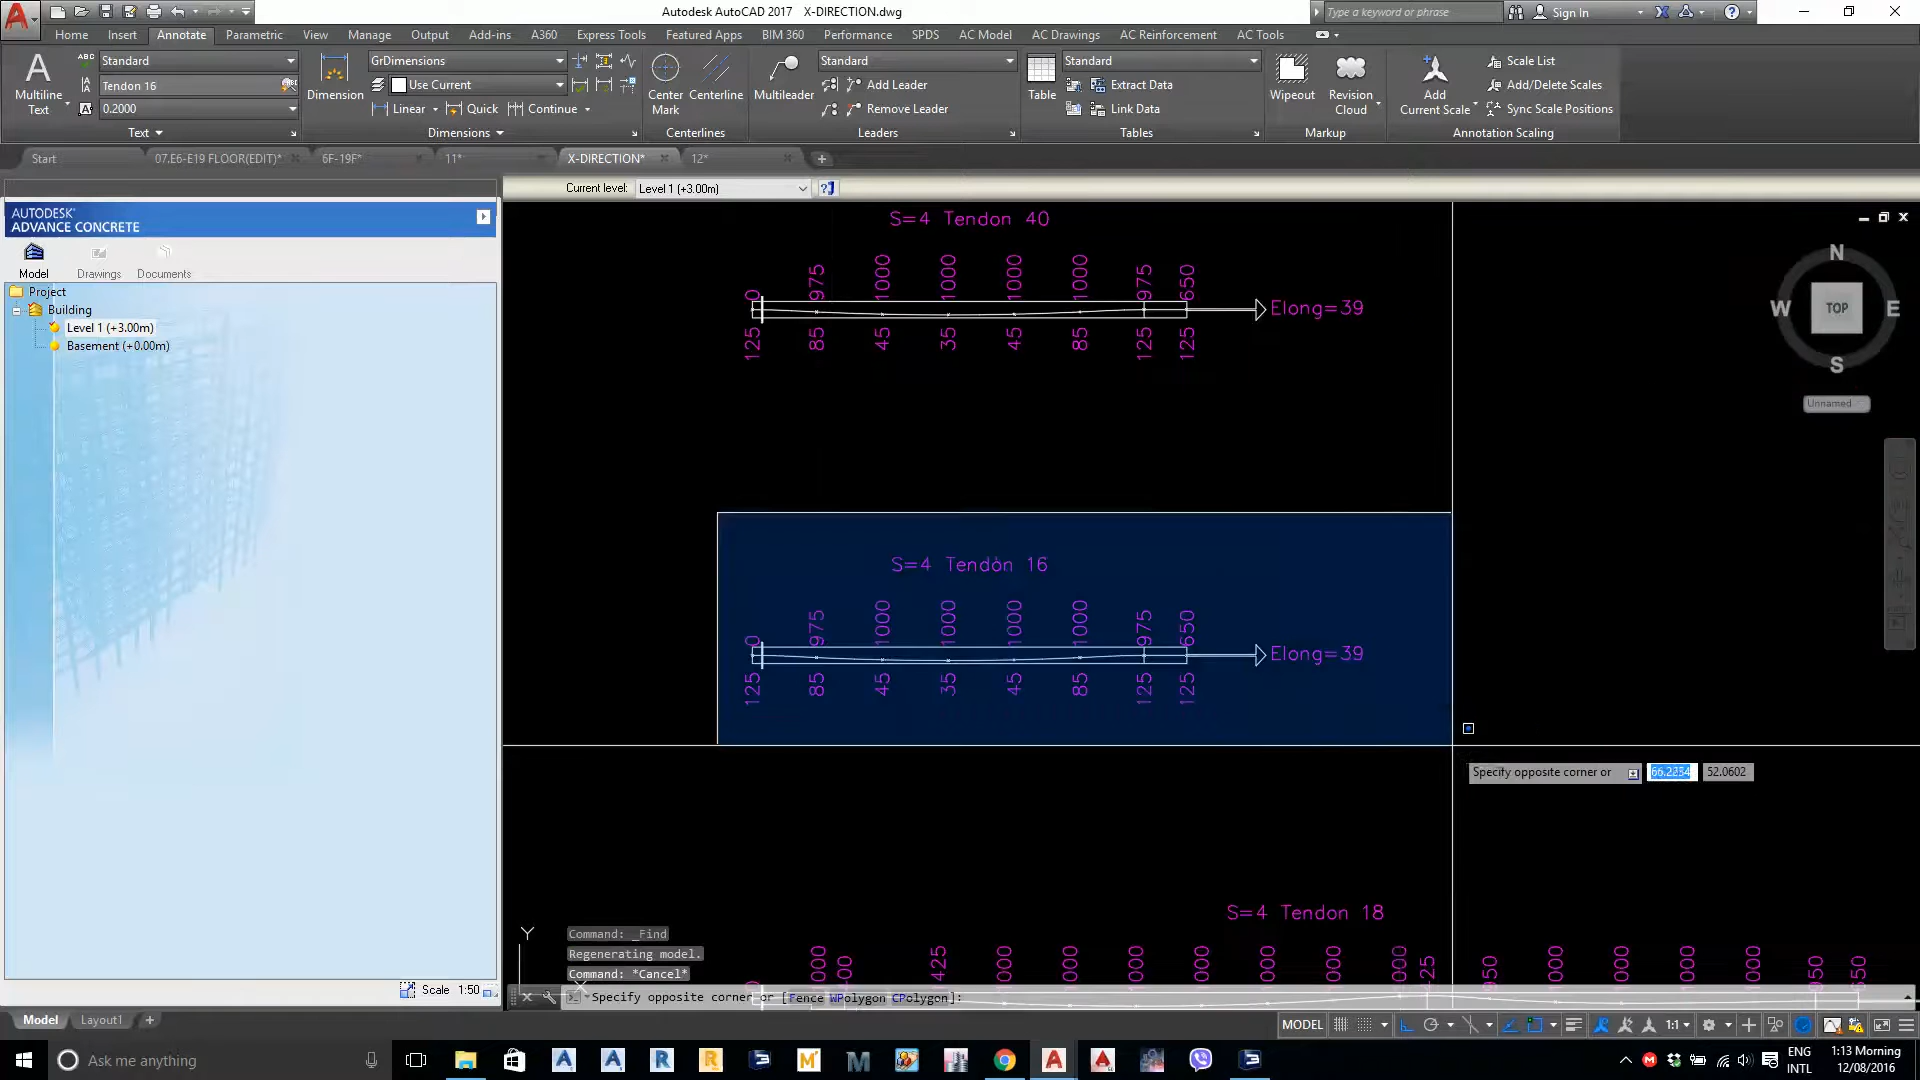 Autodesk AutoCAD 2017 X-DIRECTION.dwg
Type a keyword or phrase
Sign In
Home Insert Annotate Parametric View Manage Output Add-ins A360 Express Tools Featured Apps BIM 360 Performance SPDS AC Model AC Drawings AC Reinforcement AC Tools
Multiline Text
Standard
Tendon 16
0.2000
Text
Dimension
GrDimensions
Use Current
Linear Quick Continue
Dimensions
Center Mark
Centerline
Centerlines
Multileader
Standard
Add Leader
Remove Leader
Leaders
Table
Standard
Extract Data
Link Data
Tables
Wipeout
Revision Cloud
Markup
Add Current Scale
Scale List
Add/Delete Scales
Sync Scale Positions
Annotation Scaling
Start 07.E6-E19 FLOOR(EDIT)* 6F-19F* 11* X-DIRECTION* 12*
Current level: Level 1 (+3.00m)
AUTODESK®
ADVANCE CONCRETE
Model Drawings Documents
Project
Building
Level 1 (+3.00m)
Basement (+0.00m)
Scale 1:50
S=4 Tendon 40
0 975 1000 1000 1000 1000 975 650
Elong=39
125 85 45 35 45 85 125 125
S=4 Tendon 16
0 975 1000 1000 1000 1000 975 650
Elong=39
125 85 45 35 45 85 125 125
N
W TOP E
S
Unnamed
Specify opposite corner or 66.2254 52.0602
S=4 Tendon 18
Y
Command: _Find
Regenerating model.
Command: *Cancel*
Specify opposite corner or [Fence WPolygon CPolygon]:
Model Layout1
MODEL 1:1
Ask me anything
ENG
INTL
1:13 Morning
12/08/2016